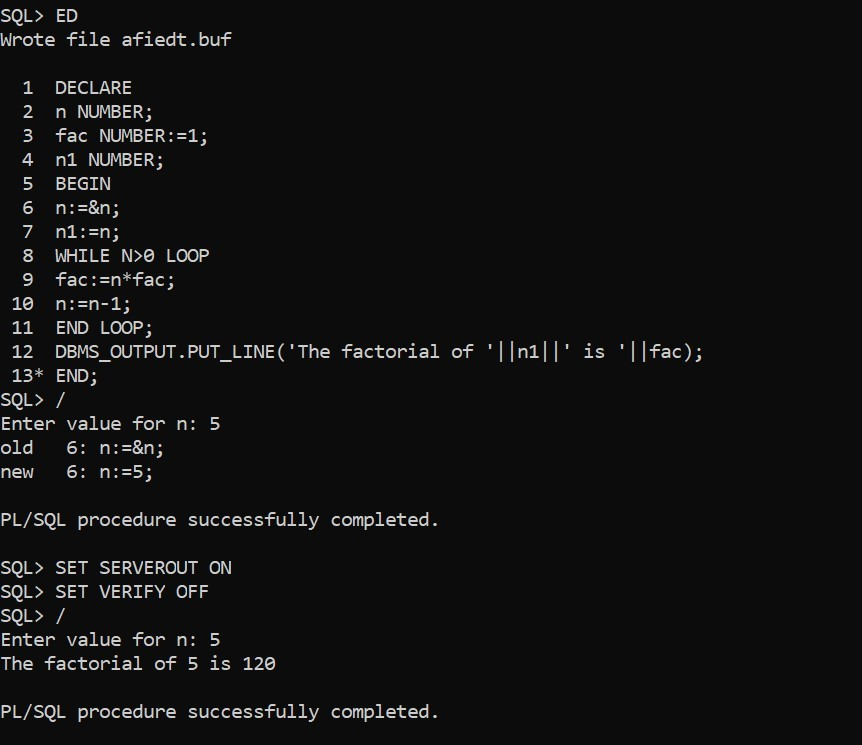 SQL> ED
Wrote file afiedt.buf
1 DECLARE
2 n NUMBER;
3 fac NUMBER:=1;
4 n1 NUMBER;
5 BEGIN
6 n:=&n;
7 n1:=n;
8 WHILE N>0 LOOP
9 fac:=n*fac;
10 n:=n-1;
11 END LOOP;
12 DBMS_OUTPUT.PUT_LINE('The factorial of '||n1||' is '||fac);
13* END;
SQL> /
Enter value for n: 5
old 6: n:=&n;
new 6: n:=5;
PL/SQL procedure successfully completed.
SQL> SET SERVEROUT ON
SQL> SET VERIFY OFF
SQL> /
Enter value for n: 5
The factorial of 5 is 120
PL/SQL procedure successfully completed.